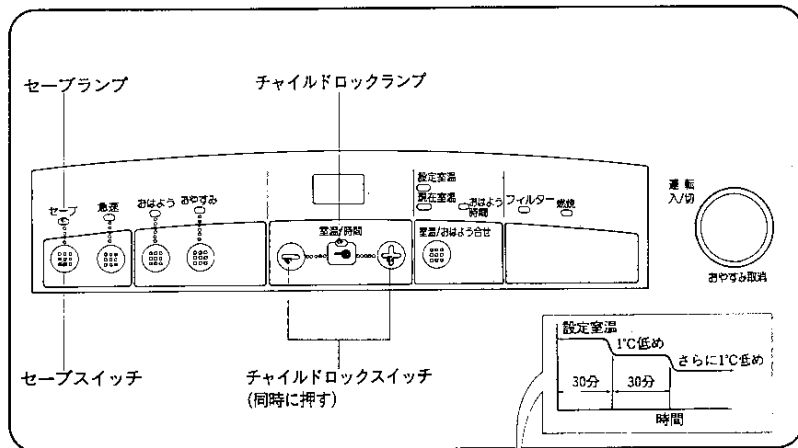 セーブランプ
チャイルドロックランプ
設定室温
現在室温
おはよう
時間
フィルター
燃焼
セーブ
急速
おはよう
おやすみ
室温/時間
室温/おはよう合せ
運転
入/切
おやすみ取消
セーブスイッチ
チャイルドロックスイッチ
(同時に押す)
設定室温
1℃低め
さらに1℃低め
30分
30分
時間